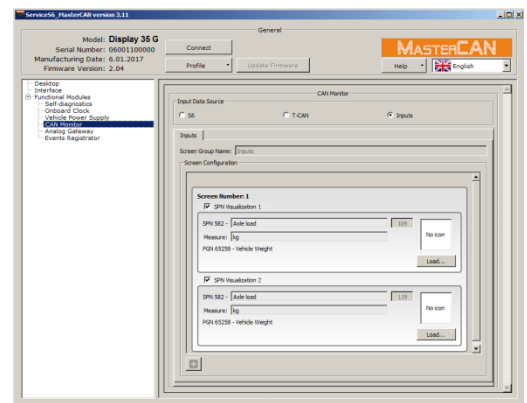 ServiceS6_MasterCAN version 3.11
General
Model: Display 35 G
Serial Number: 06001100000
Manufacturing Date: 6.01.2017
Firmware Version: 2.04
Connect
Profile
Update Firmware
MASTERCAN
Help
English
Desktop
Interface
Functional Modules
Self-diagnostics
Onboard Clock
Vehicle Power Supply
CAN Monitor
Analog Gateway
Events Registrator
CAN Monitor
Input Data Source
S6
T-CAN
Inputs
Inputs
Screen Group Name: Inputs
Screen Configuration
Screen Number: 1
SPN Visualization 1
SPN 582 - Axle load 109
Measure: kg
No icon
PGN 65258 - Vehicle Weight
Load...
SPN Visualization 2
SPN 582 - Axle load 110
Measure: kg
No icon
PGN 65258 - Vehicle Weight
Load...